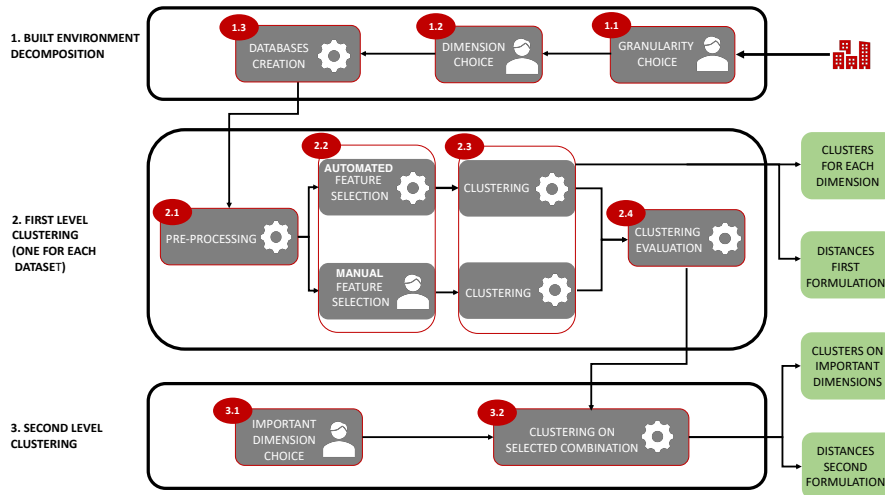 1. BUILT ENVIRONMENT
DECOMPOSITION
1.3
DATABASES
CREATION
1.2
DIMENSION
CHOICE
1.1
GRANULARITY
CHOICE
2. FIRST LEVEL
CLUSTERING
(ONE FOR EACH
DATASET)
2.1
PRE-PROCESSING
2.2
AUTOMATED
FEATURE
SELECTION
MANUAL
FEATURE
SELECTION
2.3
CLUSTERING
CLUSTERING
2.4
CLUSTERING
EVALUATION
CLUSTERS
FOR EACH
DIMENSION
DISTANCES
FIRST
FORMULATION
3. SECOND LEVEL
CLUSTERING
3.1
IMPORTANT
DIMENSION
CHOICE
3.2
CLUSTERING ON
SELECTED COMBINATION
CLUSTERS ON
IMPORTANT
DIMENSIONS
DISTANCES
SECOND
FORMULATION